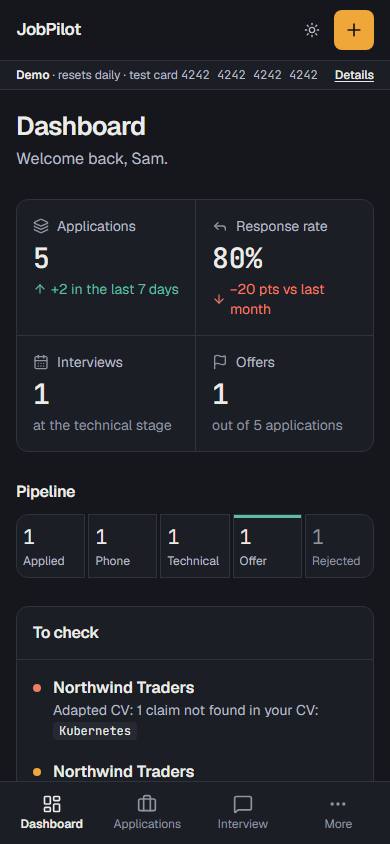 JobPilot
Demo · resets daily · test card 4242 4242 4242 4242 Details
Dashboard
Welcome back, Sam.
Applications
5
+2 in the last 7 days
Response rate
80%
−20 pts vs last
month
Interviews
1
at the technical stage
Offers
1
out of 5 applications
Pipeline
1
Applied
1
Phone
1
Technical
1
Offer
1
Rejected
To check
Northwind Traders
Adapted CV: 1 claim not found in your CV:
Kubernetes
Northwind Traders
Dashboard
Applications
Interview
More